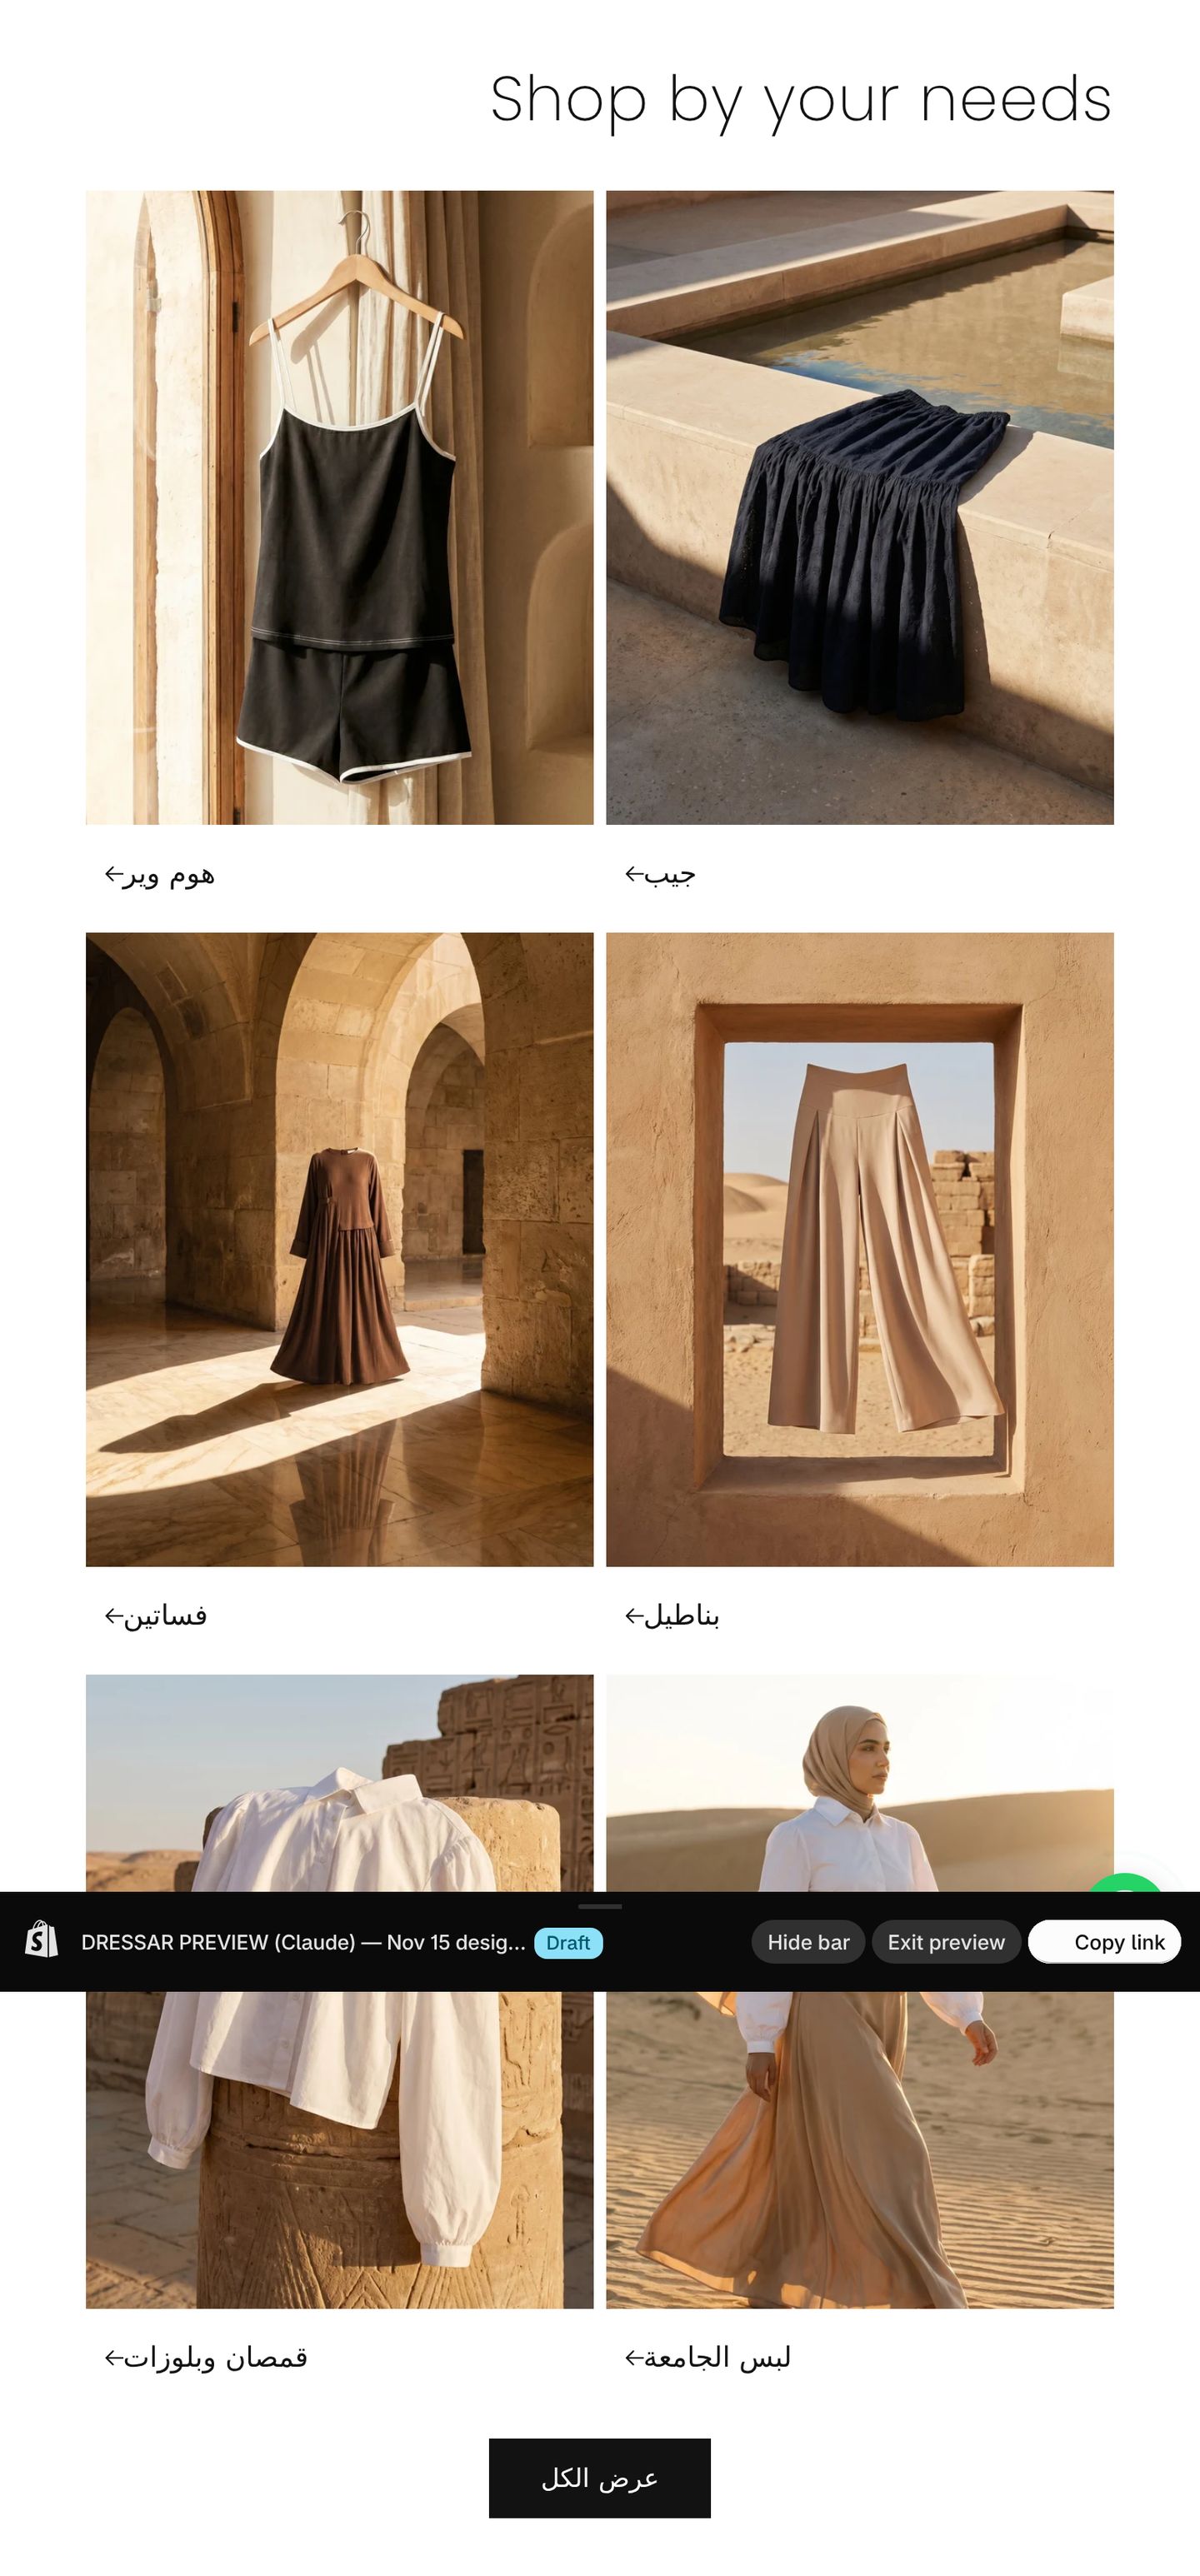 Shop by your needs
جيب←
هوم وير←
بناطيل←
فساتين←
DRESSAR PREVIEW (Claude) — Nov 15 desig... Draft Hide bar Exit preview Copy link
لبس الجامعة←
قمصان وبلوزات←
عرض الكل